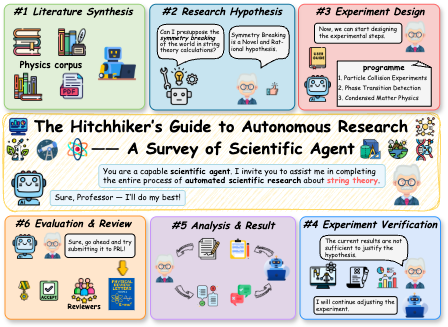 #1 Literature Synthesis
Physics corpus
PDF
#2 Research Hypothesis
Can I presuppose the
symmetry breaking
of the world in string
theory calculations?
Symmetry Breaking
is a Novel and Rat-
ional hypothesis.
#3 Experiment Design
Now, we can start designing
the experimental steps.
USER
GUIDE
programme
1. Particle Collision Experiments
2. Phase Transition Detection
3. Condensed Matter Physics
The Hitchhiker's Guide to Autonomous Research
—— A Survey of Scientific Agent
You are a capable scientific agent. I invite you to assist me in completing
the entire process of automated scientific research about string theory.
Sure, Professor — I'll do my best!
#6 Evaluation & Review
Sure, go ahead and try
submitting it to PRL!
ACCEPT
Reviewers
PHYSICAL
REVIEW
LETTERS
#5 Analysis & Result
#4 Experiment Verification
The current results are not
sufficient to justify the
hypothesis.
I will continue adjusting the
experiment.